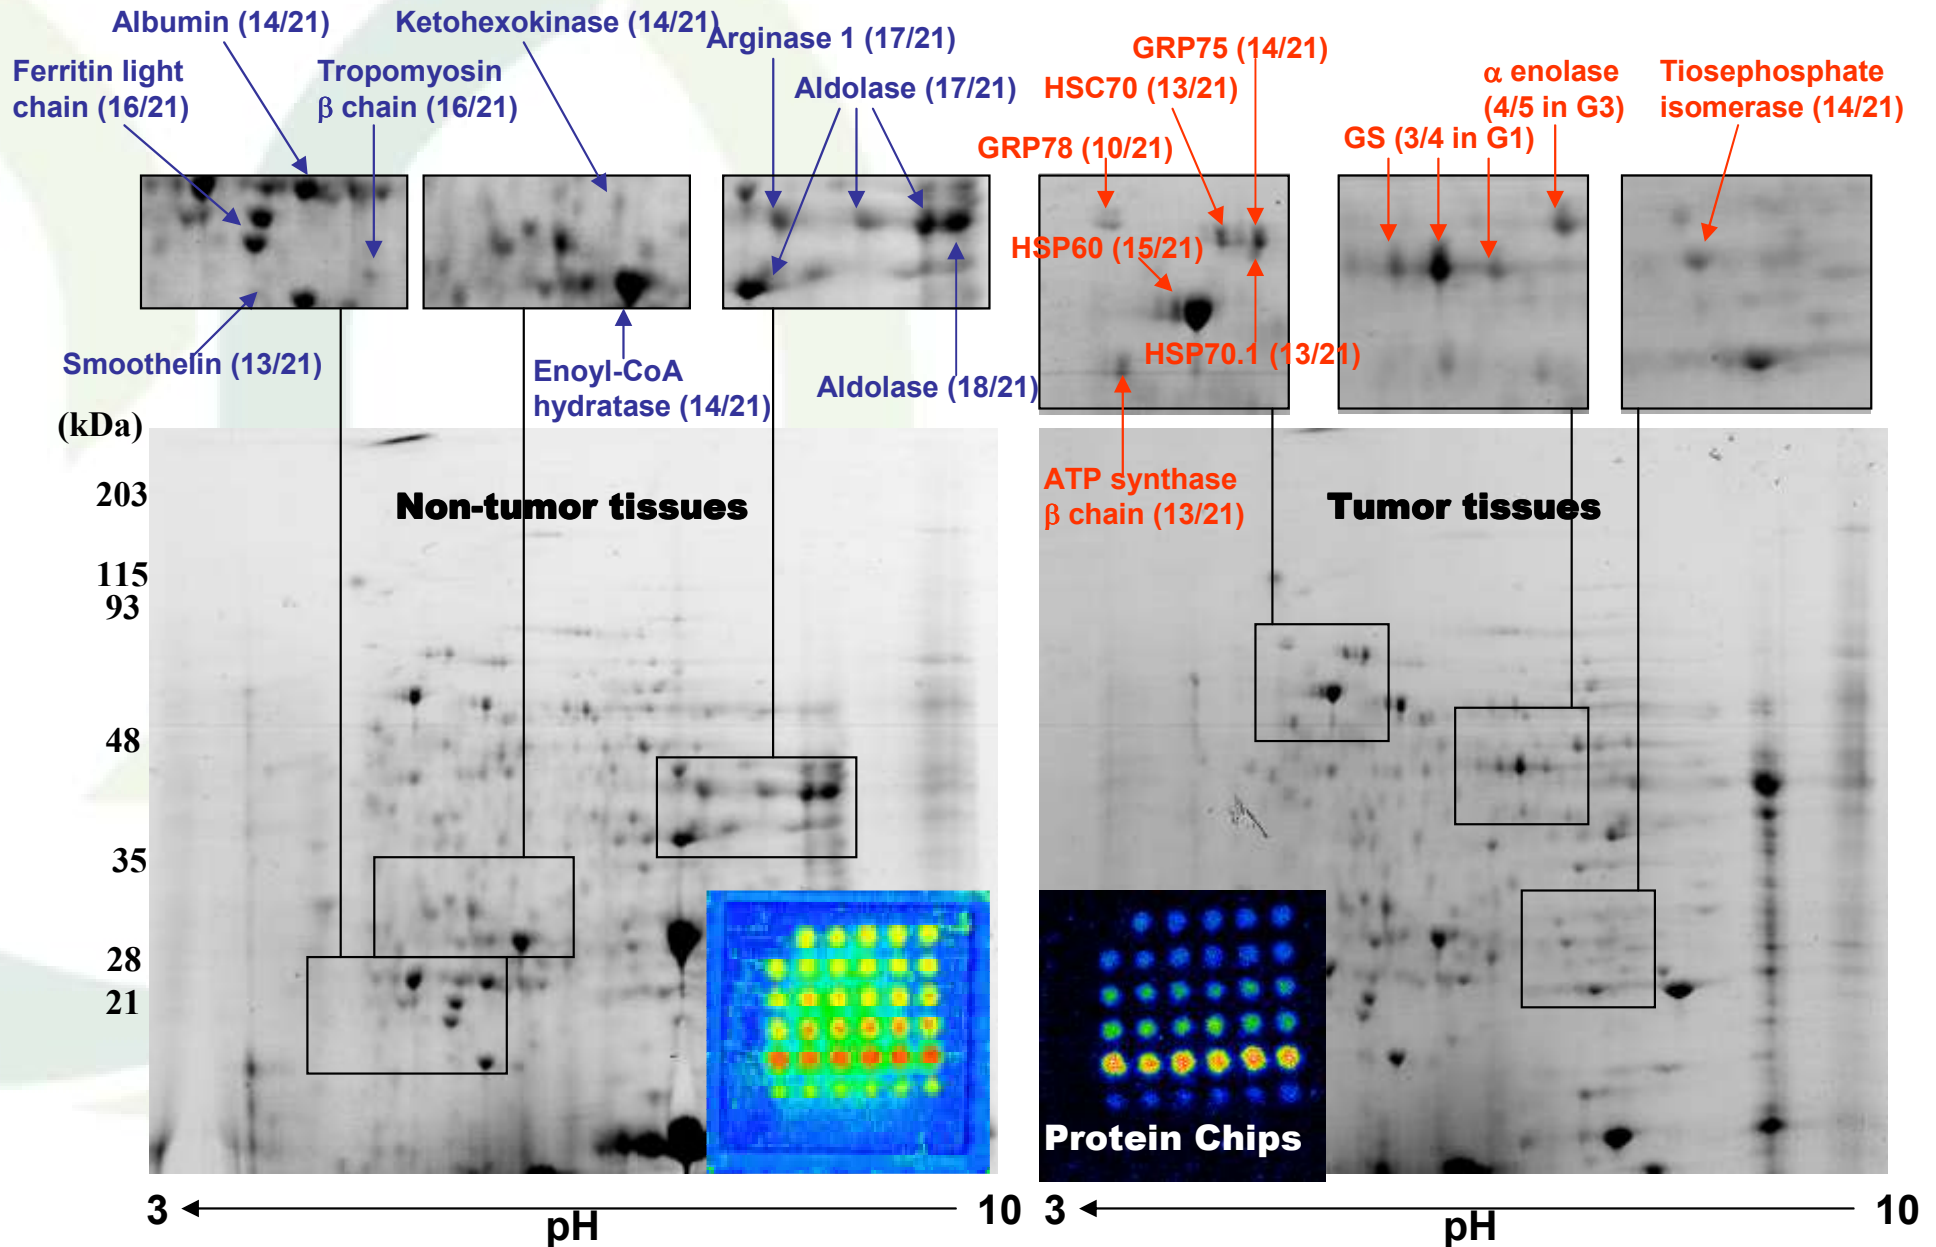 Albumin (14/21)
Ketohexokinase (14/21)
Arginase 1 (17/21)
GRP75 (14/21)
Ferritin light
chain (16/21)
Tropomyosin
β chain (16/21)
Aldolase (17/21)
HSC70 (13/21)
α enolase
(4/5 in G3)
Tiosephosphate
isomerase (14/21)
GRP78 (10/21)
GS (3/4 in G1)
HSP60 (15/21)
HSP70.1 (13/21)
Smoothelin (13/21)
Enoyl-CoA
hydratase (14/21)
Aldolase (18/21)
(kDa)
ATP synthase
β chain (13/21)
203
Non-tumor tissues
Tumor tissues
115
93
48
35
28
21
Protein Chips
3
pH
10
3
pH
10